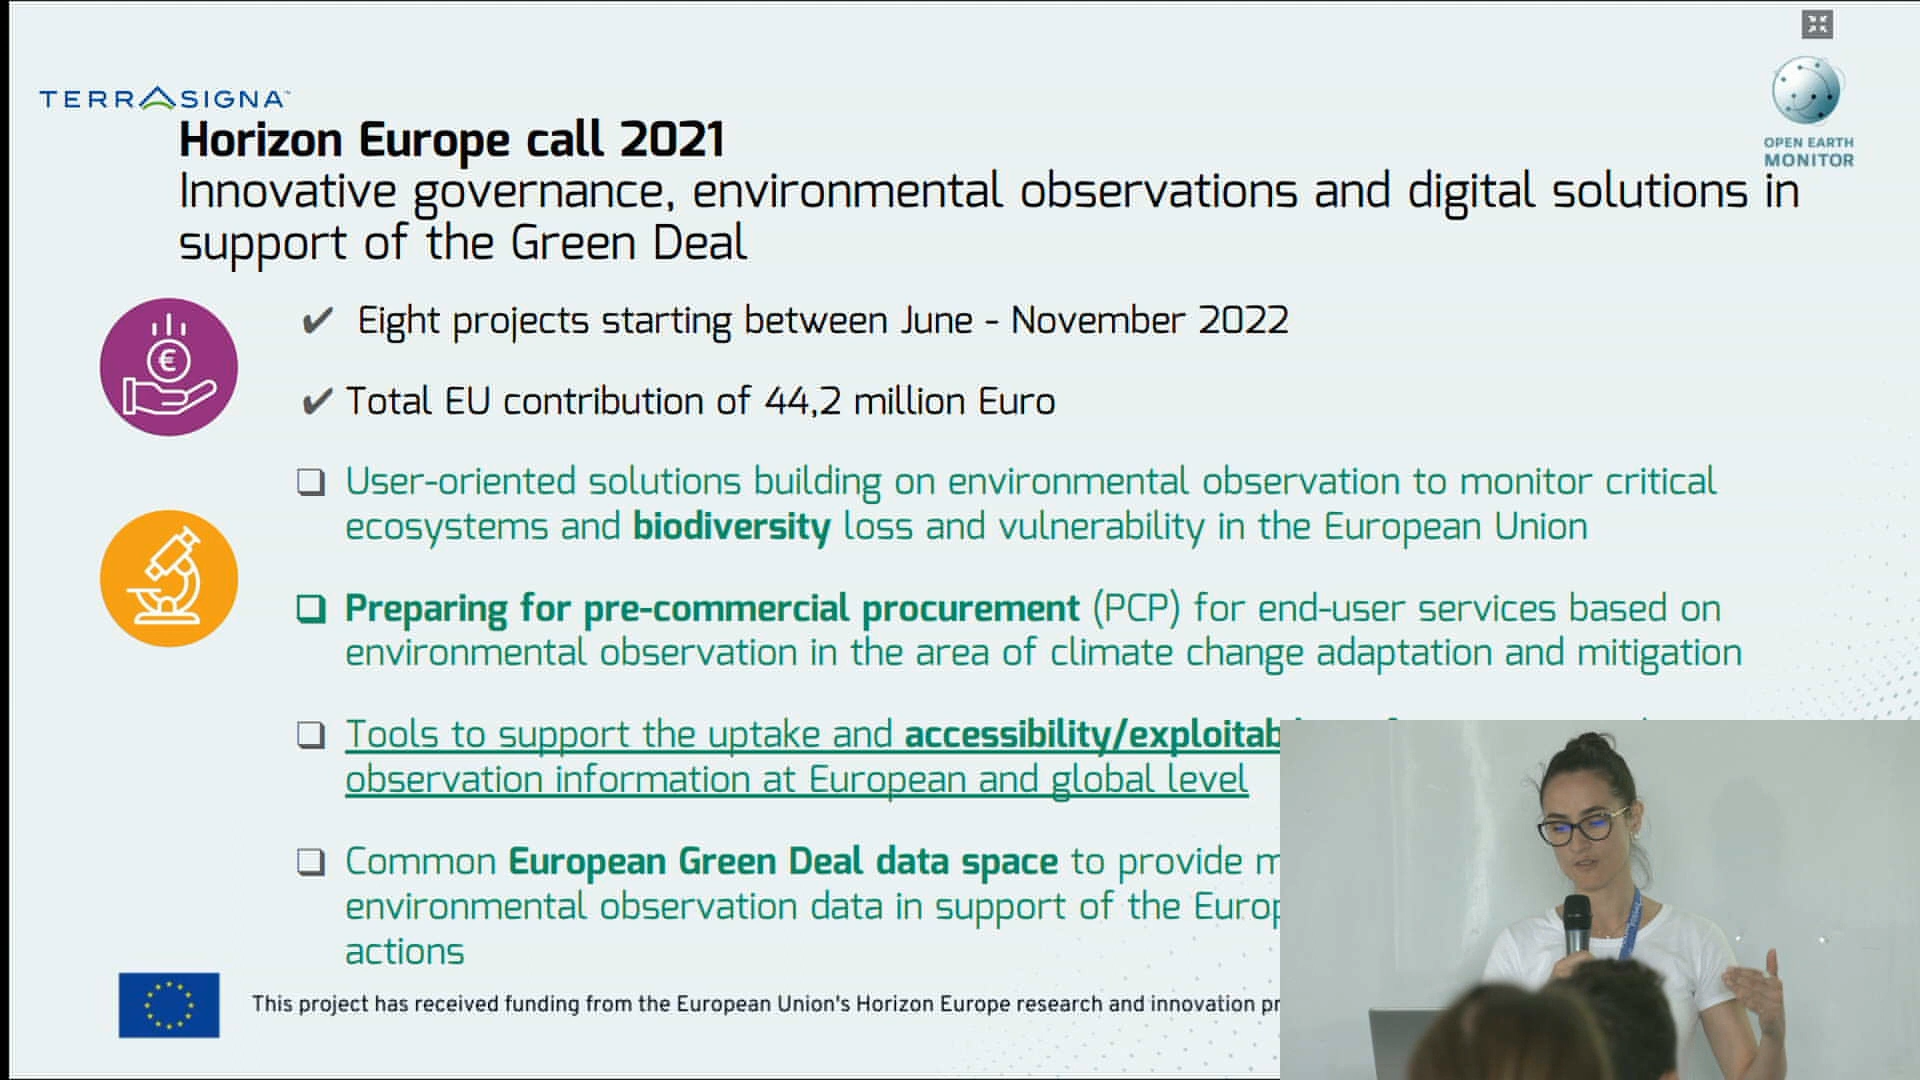 TERRASIGNA™
OPEN EARTH
MONITOR
Horizon Europe call 2021
Innovative governance, environmental observations and digital solutions in
support of the Green Deal
✔ Eight projects starting between June - November 2022
✔ Total EU contribution of 44,2 million Euro
❑ User-oriented solutions building on environmental observation to monitor critical
ecosystems and biodiversity loss and vulnerability in the European Union
❑ Preparing for pre-commercial procurement (PCP) for end-user services based on
environmental observation in the area of climate change adaptation and mitigation
❑ Tools to support the uptake and
observation information at European and global level
❑ Common European Green Deal data space to provide
environmental observation data in support of the
actions
This project has received funding from the European Union's Horizon Europe research and innovation